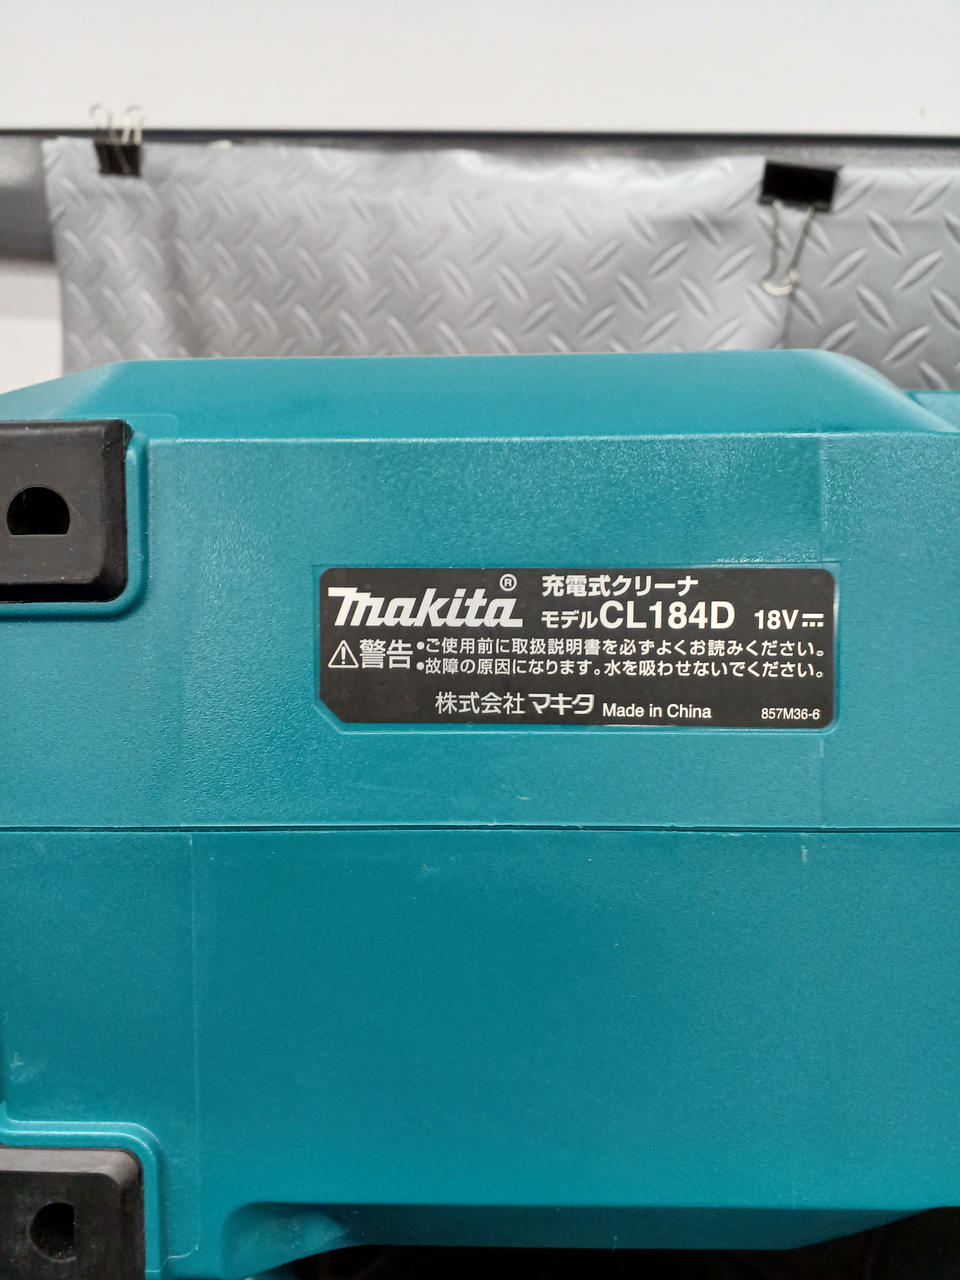 makita® 充電式クリーナ
モデルCL184D 18V⎓
⚠警告 •ご使用前に取扱説明書を必ずよくお読みください。
•故障の原因になります。水を吸わせないでください。
株式会社マキタ Made in China 857M36-6